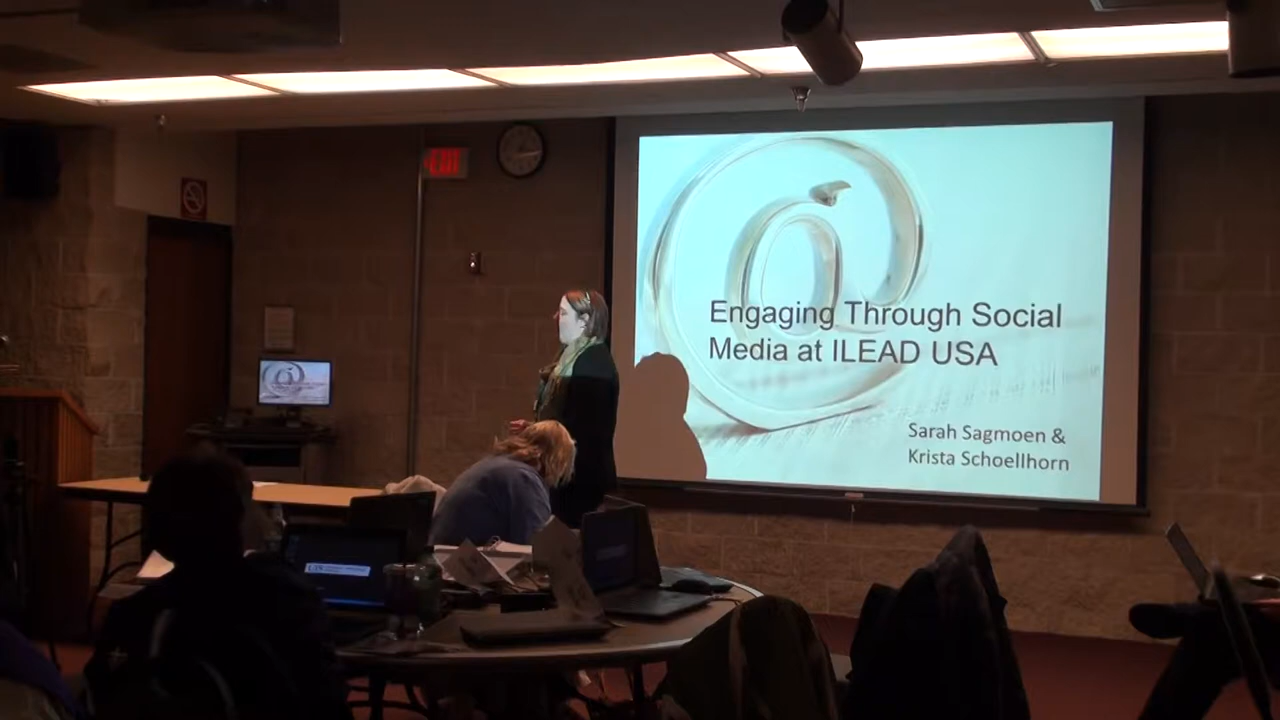 EXIT
Engaging Through Social
Media at ILEAD USA
Sarah Sagmoen &
Krista Schoellhorn